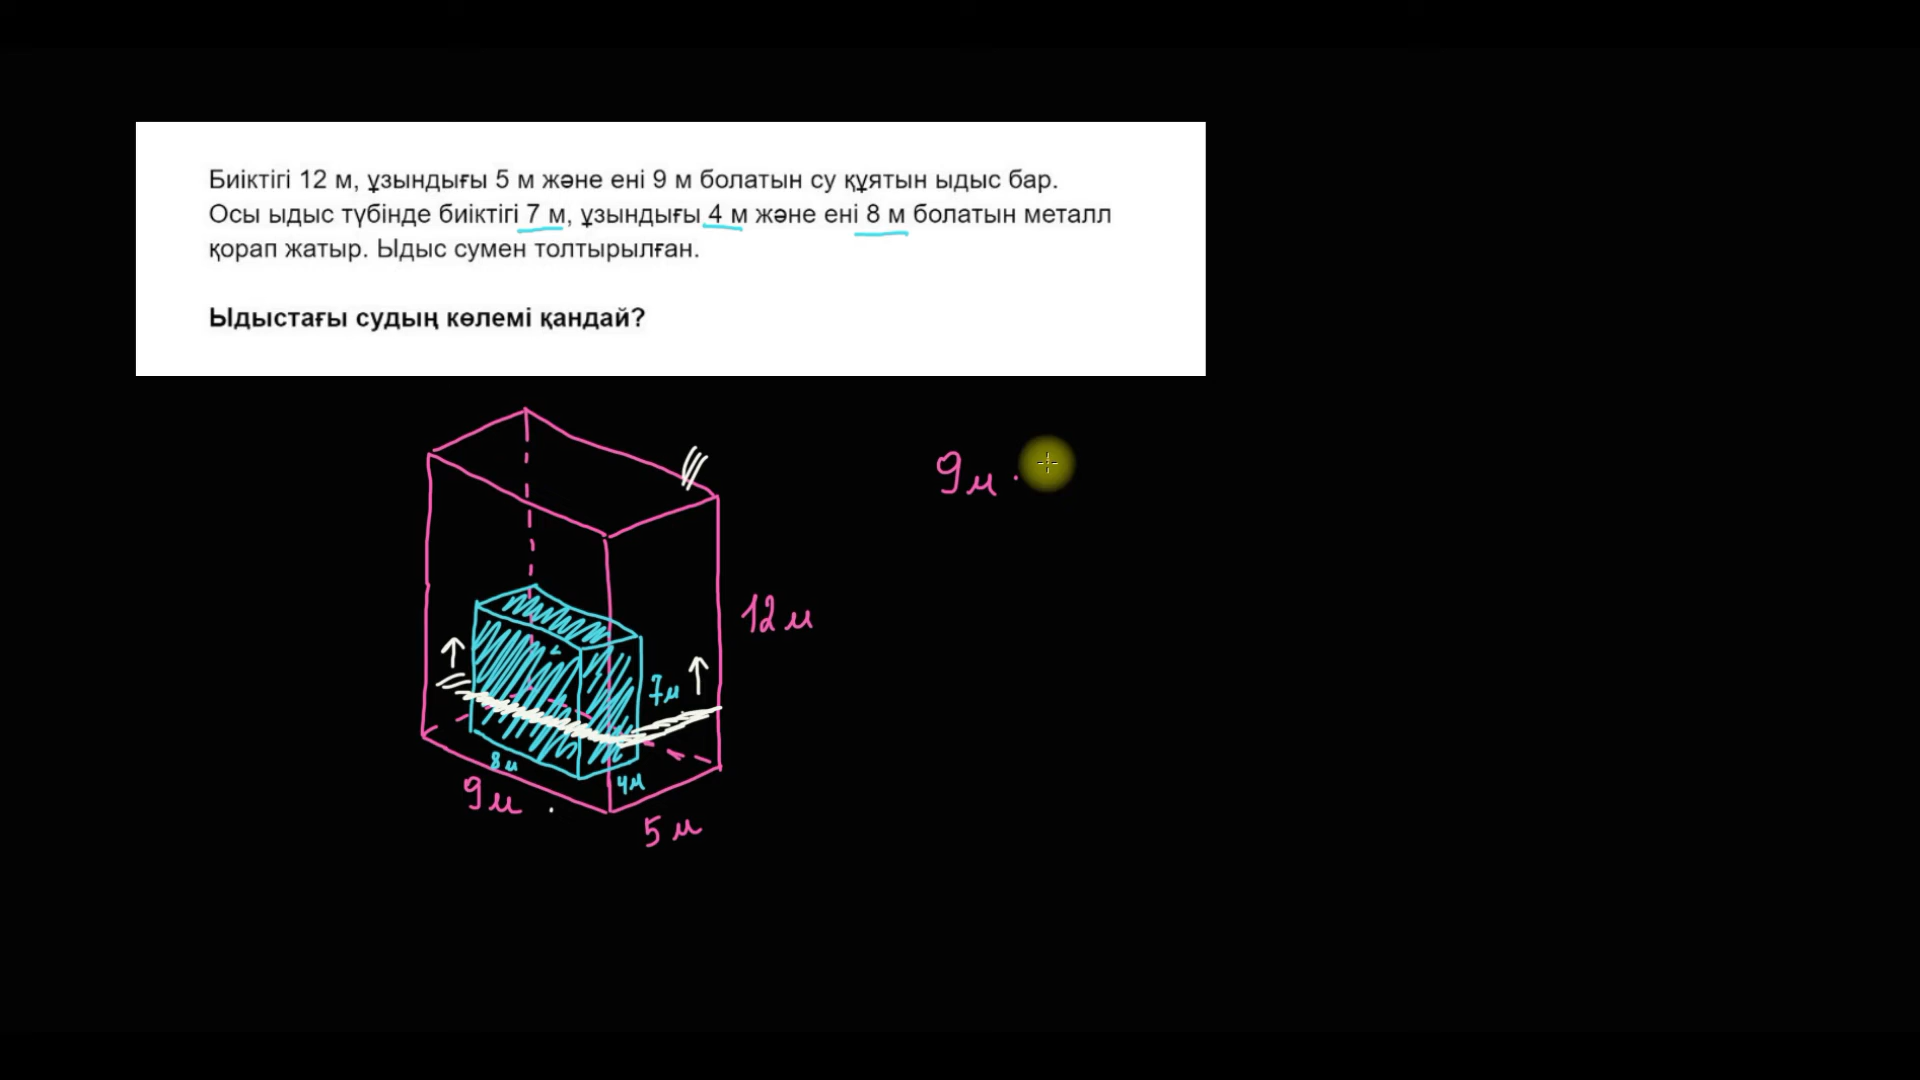 Биіктігі 12 м, ұзындығы 5 м және ені 9 м болатын су құятын ыдыс бар.
Осы ыдыс түбінде биіктігі 7 м, ұзындығы 4 м және ені 8 м болатын металл
қорап жатыр. Ыдыс сумен толтырылған.
Ыдыстағы судың көлемі қандай?
9м ·
12м
7м
8м
4м
9м
5м